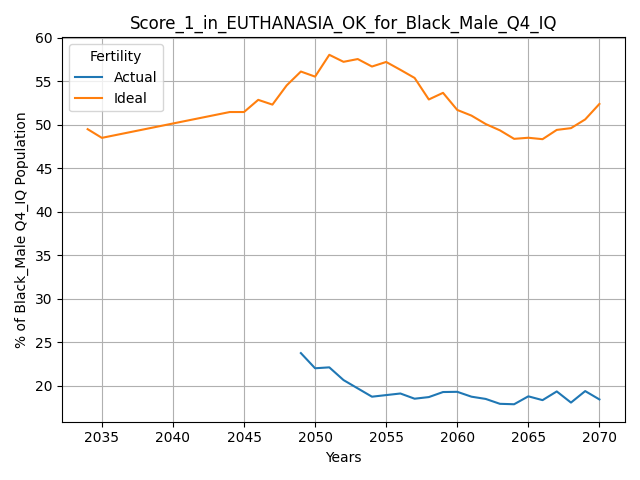 Score_1_in_EUTHANASIA_OK_for_Black_Male_Q4_IQ
60
55
50
45
40
35
30
25
20
% of Black_Male Q4_IQ Population
Fertility
Actual
Ideal
2035 2040 2045 2050 2055 2060 2065 2070
Years